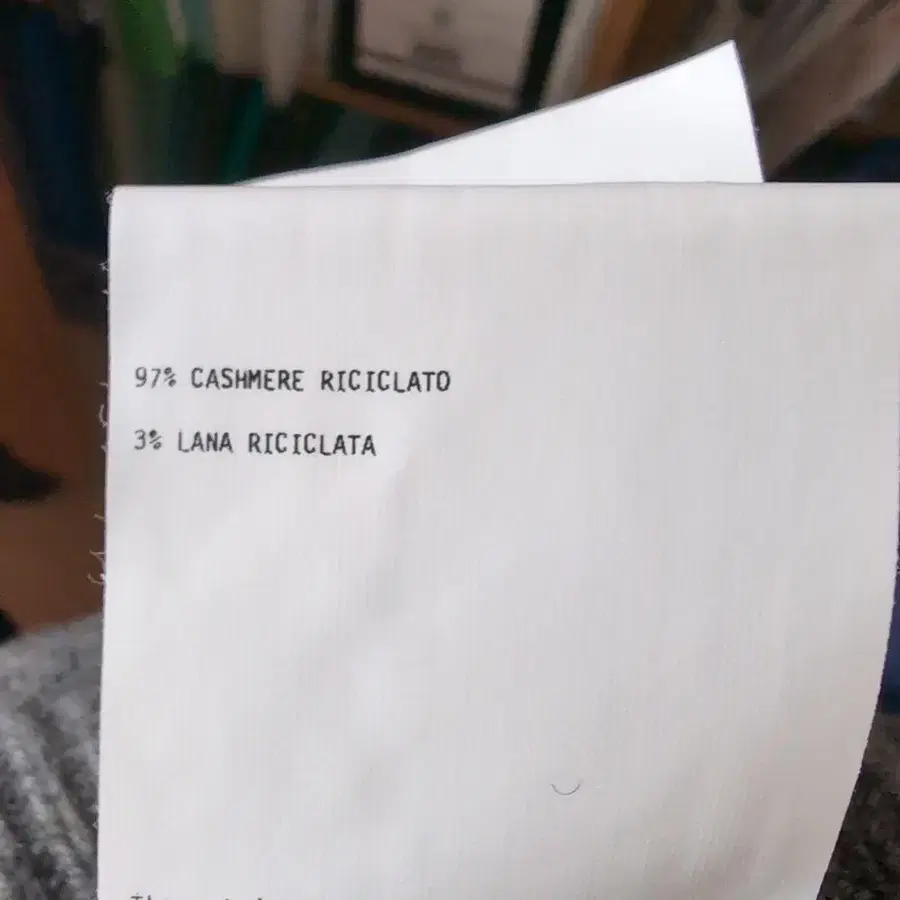 97% CASHMERE RICICLATO
3% LANA RICICLATA